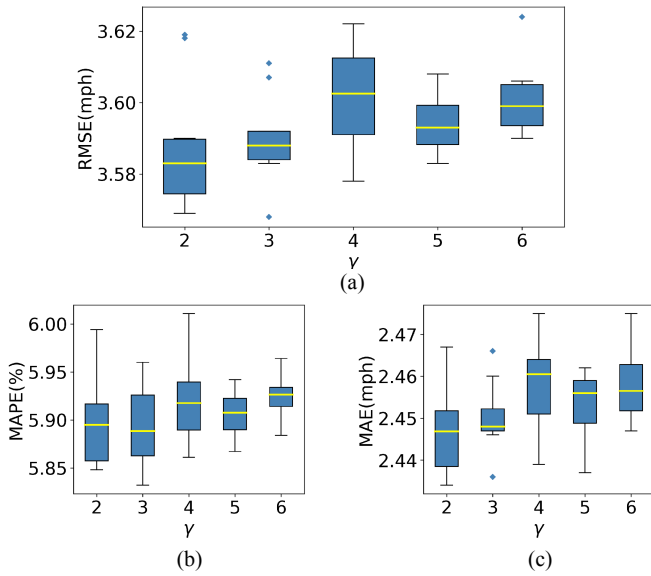 3.62
3.60
3.58
RMSE(mph)
2 3 4 5 6
γ
(a)
6.00
5.95
5.90
5.85
MAPE(%)
2 3 4 5 6
γ
(b)
2.47
2.46
2.45
2.44
MAE(mph)
2 3 4 5 6
γ
(c)